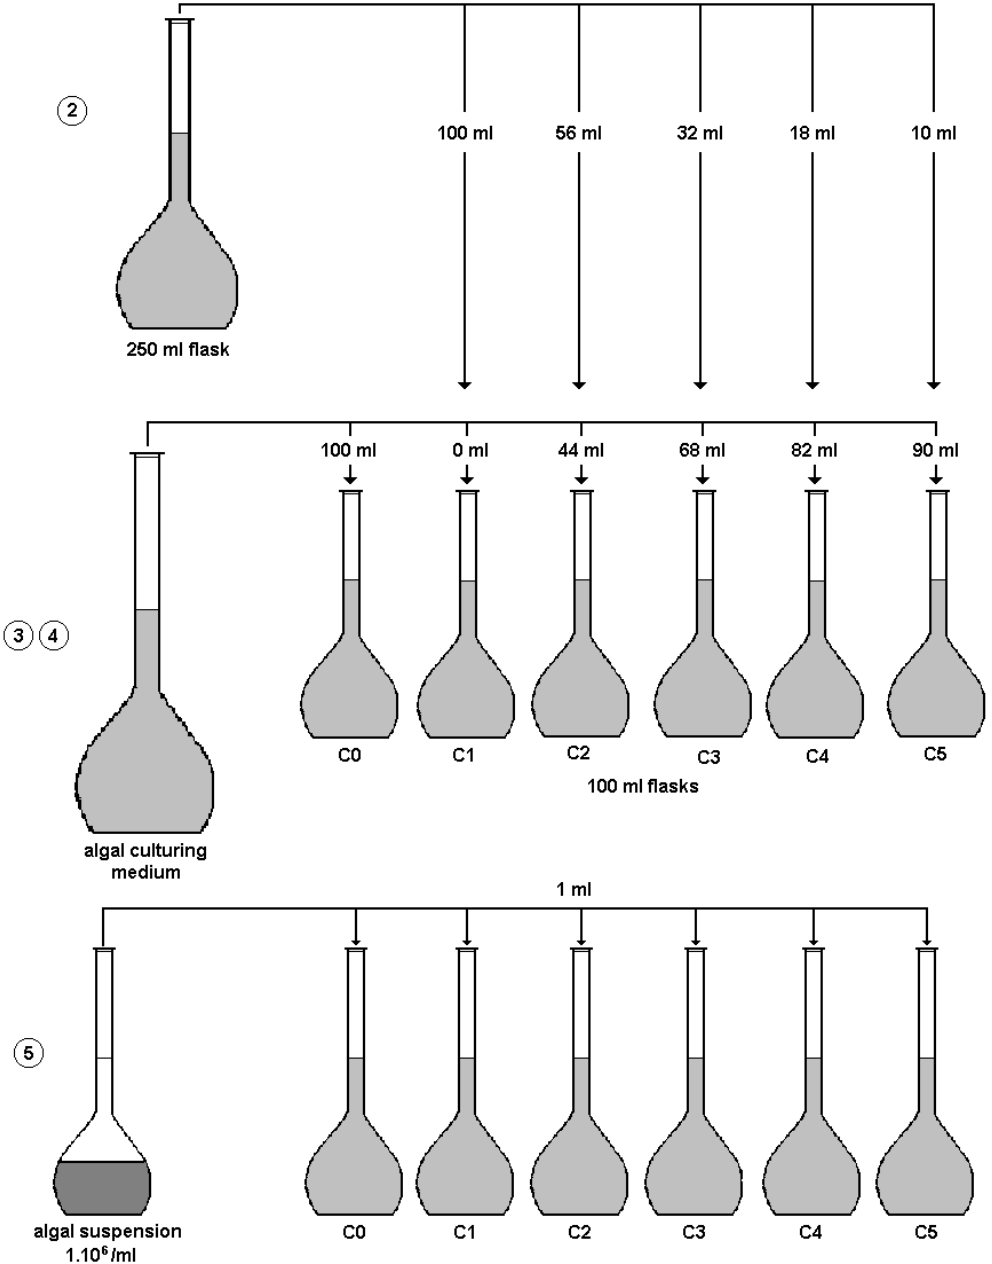 2
100 ml 56 ml 32 ml 18 ml 10 ml
250 ml flask
100 ml 0 ml 44 ml 68 ml 82 ml 90 ml
3 4
C0 C1 C2 C3 C4 C5
100 ml flasks
algal culturing
medium
1 ml
5
algal suspension
1.10⁶/ml
C0 C1 C2 C3 C4 C5